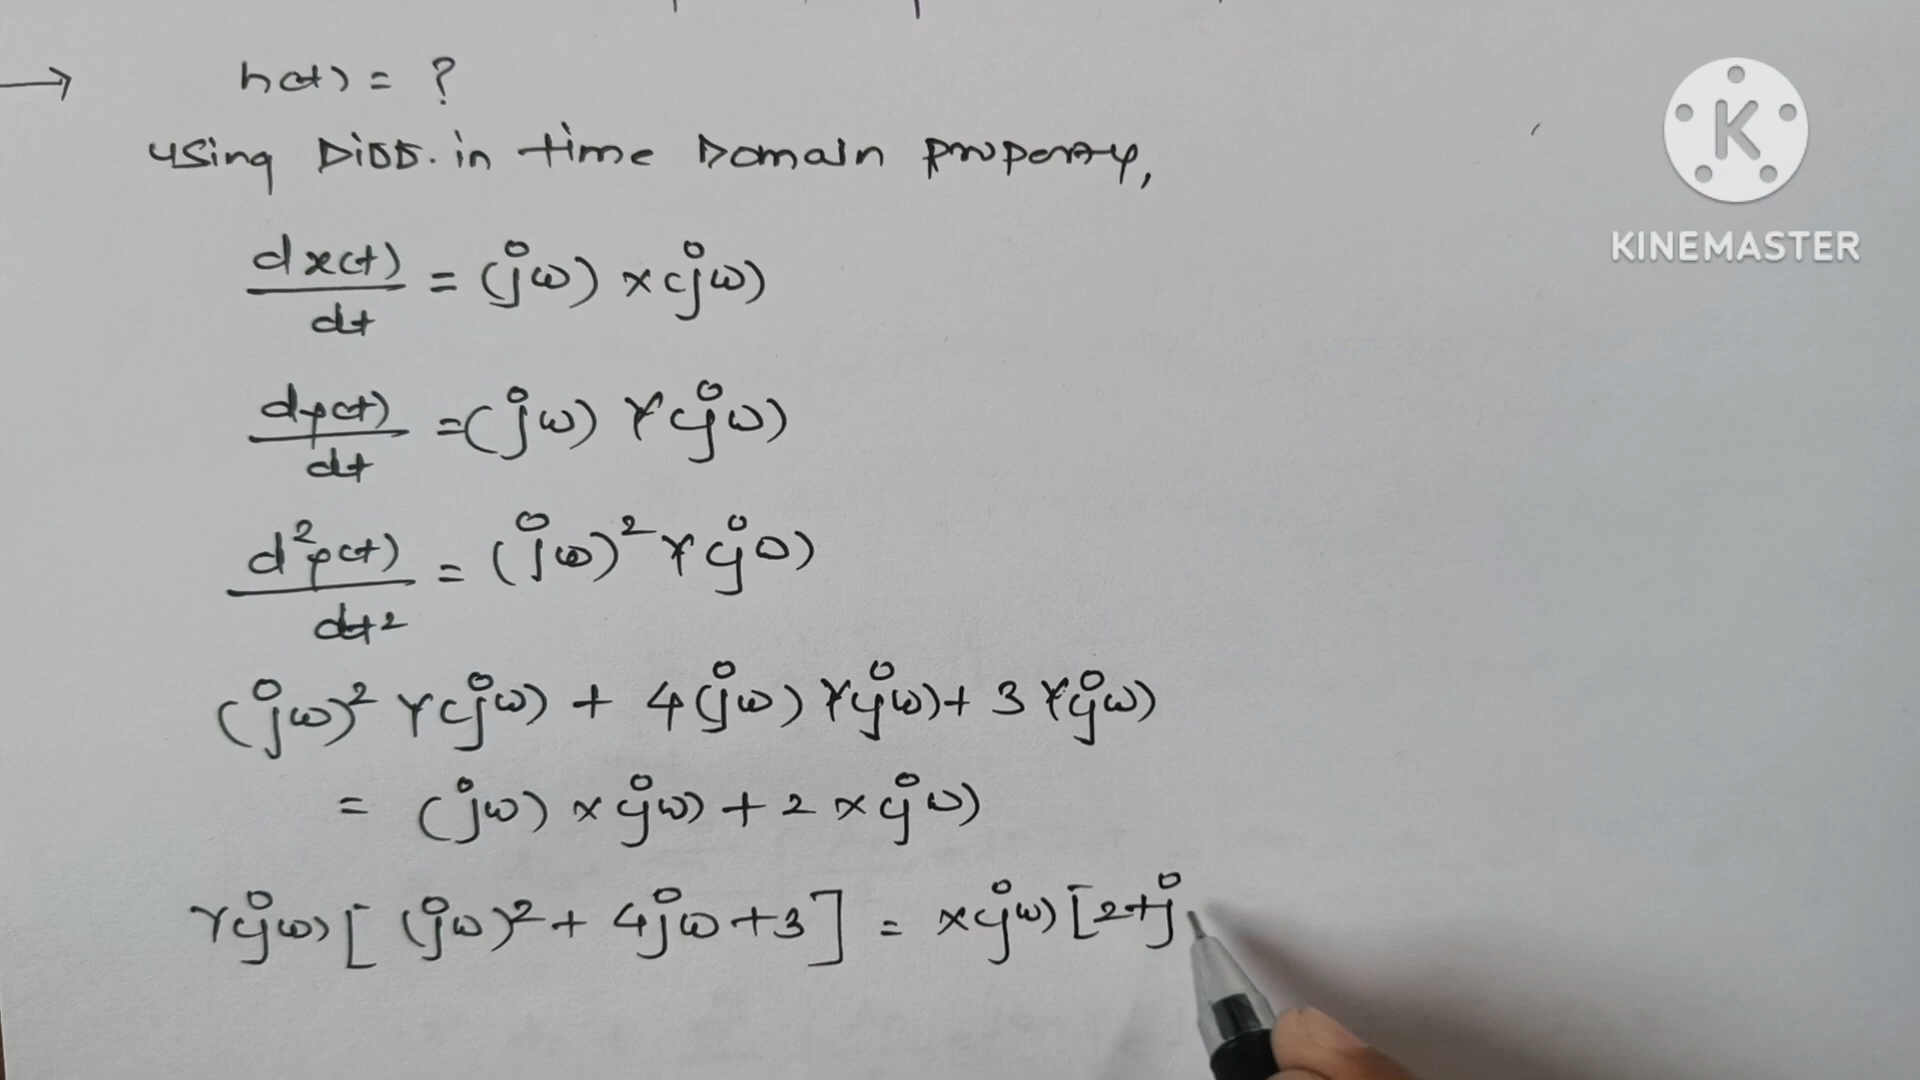 → h(t) = ?
Using Diff. in time Domain property,
dx(t)/dt = (jω) X(jω)
dy(t)/dt = (jω) Y(jω)
d²y(t)/dt² = (jω)² Y(jω)
(jω)² Y(jω) + 4(jω) Y(jω) + 3 Y(jω)
= (jω) X(jω) + 2 X(jω)
Y(jω) [ (jω)² + 4jω + 3 ] = X(jω) [2+j
K
KINEMASTER